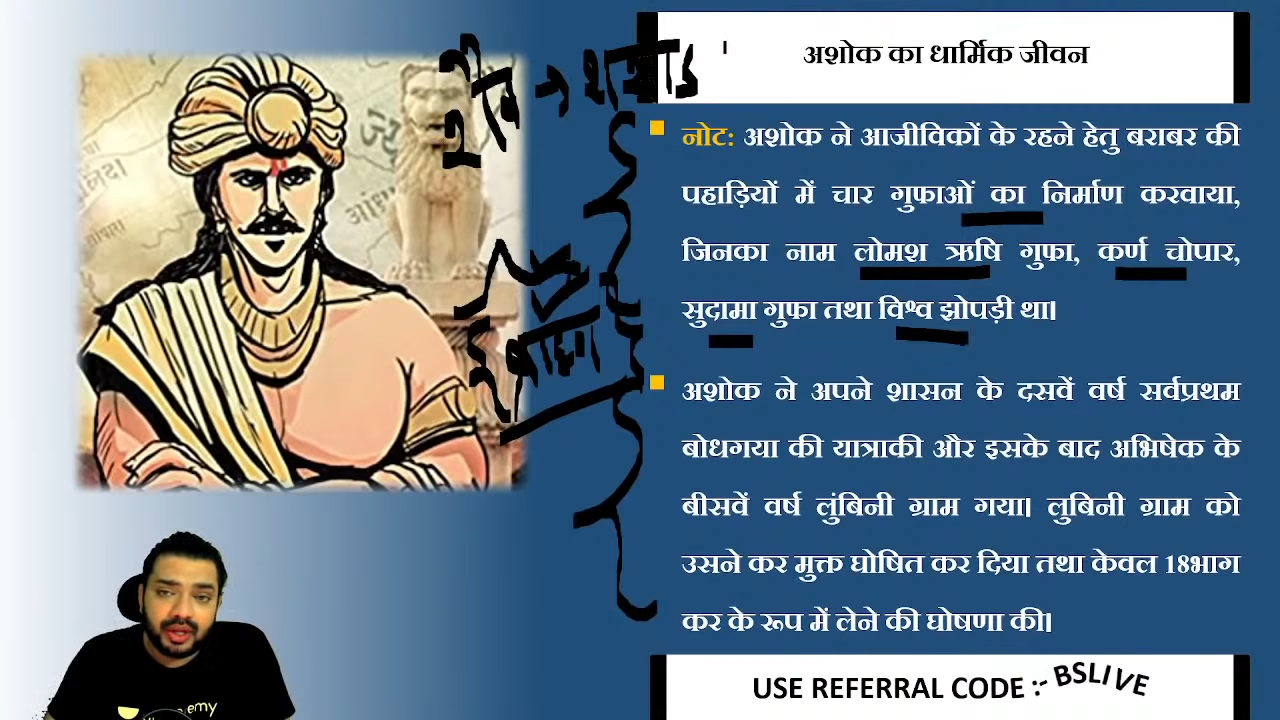 अशोक का धार्मिक जीवन
नोट: अशोक ने आजीविकों के रहने हेतु बराबर की
पहाड़ियों में चार गुफाओं का निर्माण करवाया,
जिनका नाम लोमश ऋषि गुफा, कर्ण चोपार,
सुदामा गुफा तथा विश्व झोपड़ी था।
अशोक ने अपने शासन के दसवें वर्ष सर्वप्रथम
बोधगया की यात्राकी और इसके बाद अभिषेक के
बीसवें वर्ष लुंबिनी ग्राम गया। लुबिनी ग्राम को
उसने कर मुक्त घोषित कर दिया तथा केवल 18भाग
कर के रूप में लेने की घोषणा की।
USE REFERRAL CODE :- BSLIVE